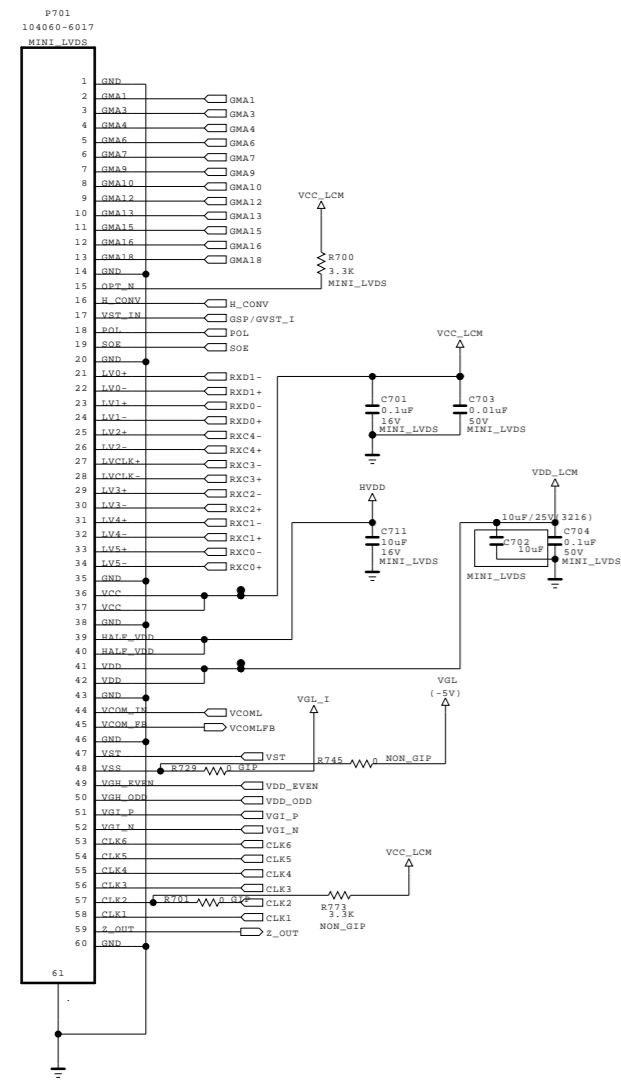 P701
104060-6017
MINI_LVDS
1 GND
2 GMA1 GMA1
3 GMA3 GMA3
4 GMA4 GMA4
5 GMA6 GMA6
6 GMA7 GMA7
7 GMA9 GMA9
8 GMA10 GMA10
9 GMA12 GMA12
10 GMA13 GMA13
11 GMA15 GMA15
12 GMA16 GMA16
13 GMA18 GMA18
14 GND
15 OPT_N
VCC_LCM
R700
3.3K
MINI_LVDS
16 H_CONV H_CONV
17 VST_IN GSP/GVST_I
18 POL POL
19 SOE SOE
20 GND
21 LV0+ RXD1-
22 LV0- RXD1+
23 LV1+ RXD0-
24 LV1- RXD0+
25 LV2+ RXC4-
26 LV2- RXC4+
27 LVCLK+ RXC3-
28 LVCLK- RXC3+
29 LV3+ RXC2-
30 LV3- RXC2+
31 LV4+ RXC1-
32 LV4- RXC1+
33 LV5+ RXC0-
34 LV5- RXC0+
35 GND
VCC_LCM
C701
0.1uF
16V
MINI_LVDS
C703
0.01uF
50V
MINI_LVDS
HVDD
C711
10uF
16V
MINI_LVDS
VDD_LCM
10uF/25V(3216)
C702
10uF
MINI_LVDS
C704
0.1uF
50V
MINI_LVDS
36 VCC
37 VCC
38 GND
39 HALF_VDD
40 HALF_VDD
41 VDD
42 VDD
43 GND
44 VCOM_IN VCOML
45 VCOM_FB VCOMLFB
46 GND
VGL_I
VGL
(-5V)
47 VST VST
R745 0 NON_GIP
48 VSS R729 0 GIP
49 VGH_EVEN VDD_EVEN
50 VGH_ODD VDD_ODD
51 VGI_P VGI_P
52 VGI_N VGI_N
53 CLK6 CLK6
54 CLK5 CLK5
55 CLK4 CLK4
56 CLK3 CLK3
57 CLK2 R701 0 GIP CLK2
58 CLK1 CLK1
59 Z_OUT Z_OUT
60 GND
VCC_LCM
R773
3.3K
NON_GIP
61